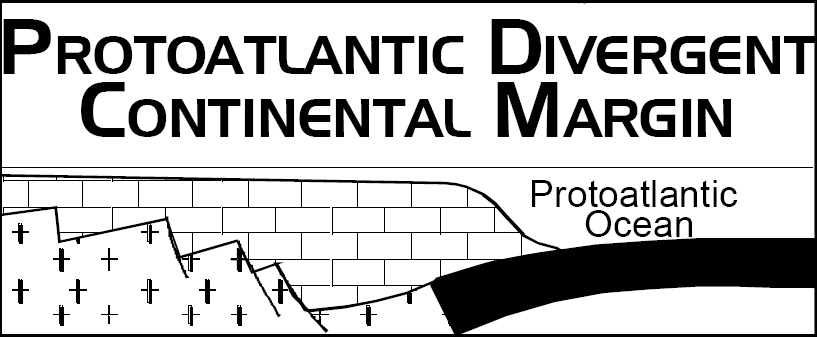 PROTOATLANTIC DIVERGENT
CONTINENTAL MARGIN
Protoatlantic
Ocean